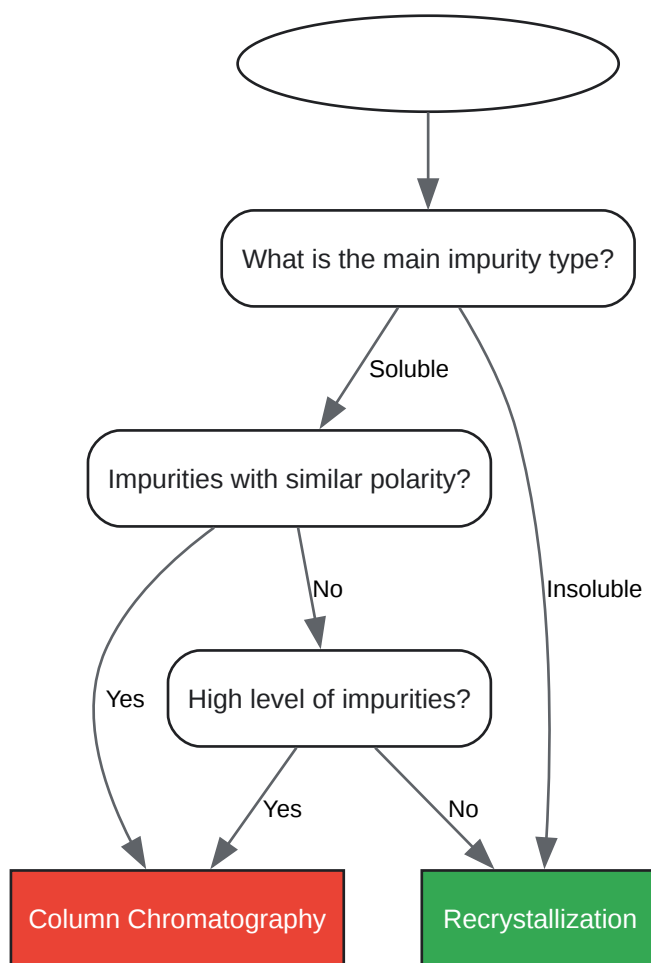 What is the main impurity type?
Soluble
Impurities with similar polarity?
No
Insoluble
Yes
High level of impurities?
Yes
No
Column Chromatography
Recrystallization